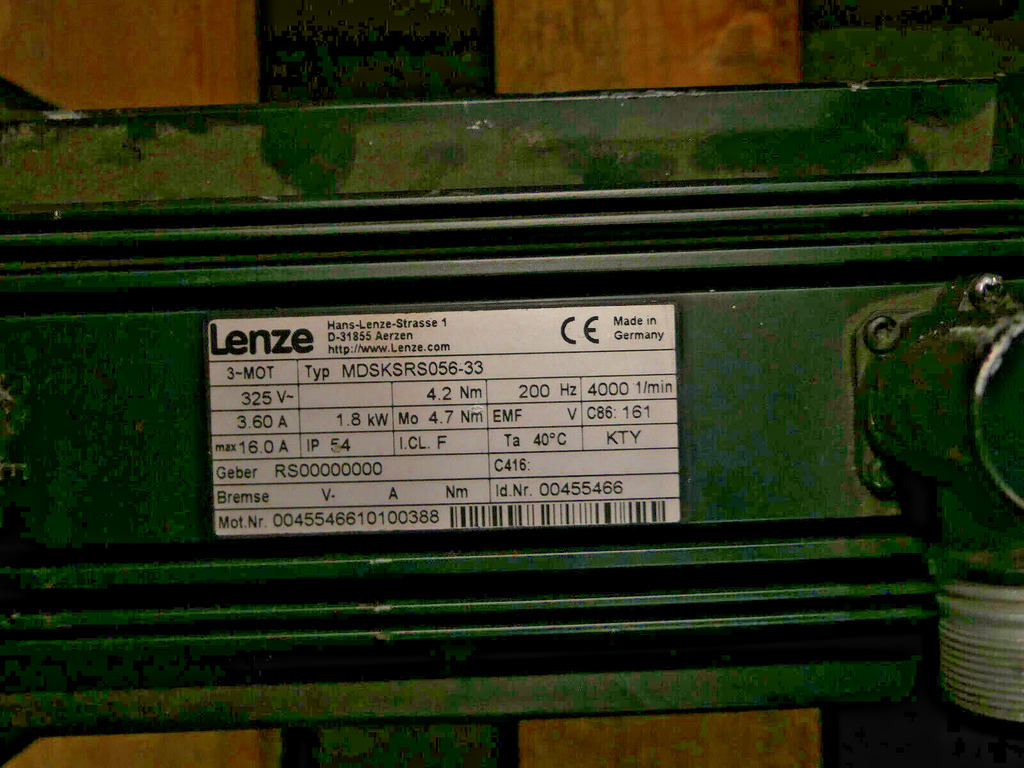 Lenze Hans-Lenze-Strasse 1
D-31855 Aerzen
http://www.Lenze.com
CE Made in
Germany
3~MOT Typ MDSKSRS056-33
325 V~ 4.2 Nm 200 Hz 4000 1/min
3.60 A 1.8 kW Mo 4.7 Nm EMF V C86: 161
max 16.0 A IP 54 I.CL. F Ta 40°C KTY
Geber RS00000000 C416:
Bremse V- A Nm Id.Nr. 00455466
Mot.Nr. 0045546610100388